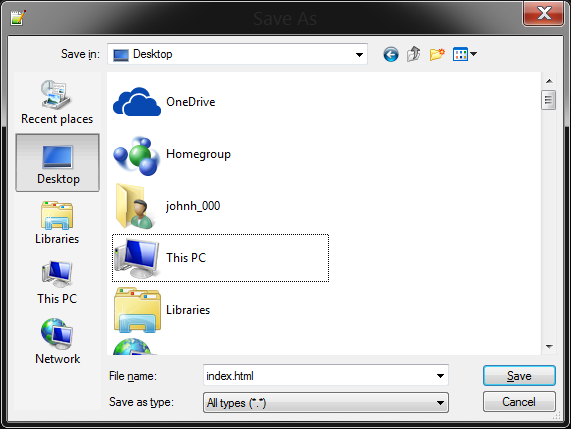 Save As
Save in:
Desktop
Recent places
Desktop
Libraries
This PC
Network
OneDrive
Homegroup
johnh_000
This PC
Libraries
File name:
index.html
Save
Save as type:
All types (*.*)
Cancel